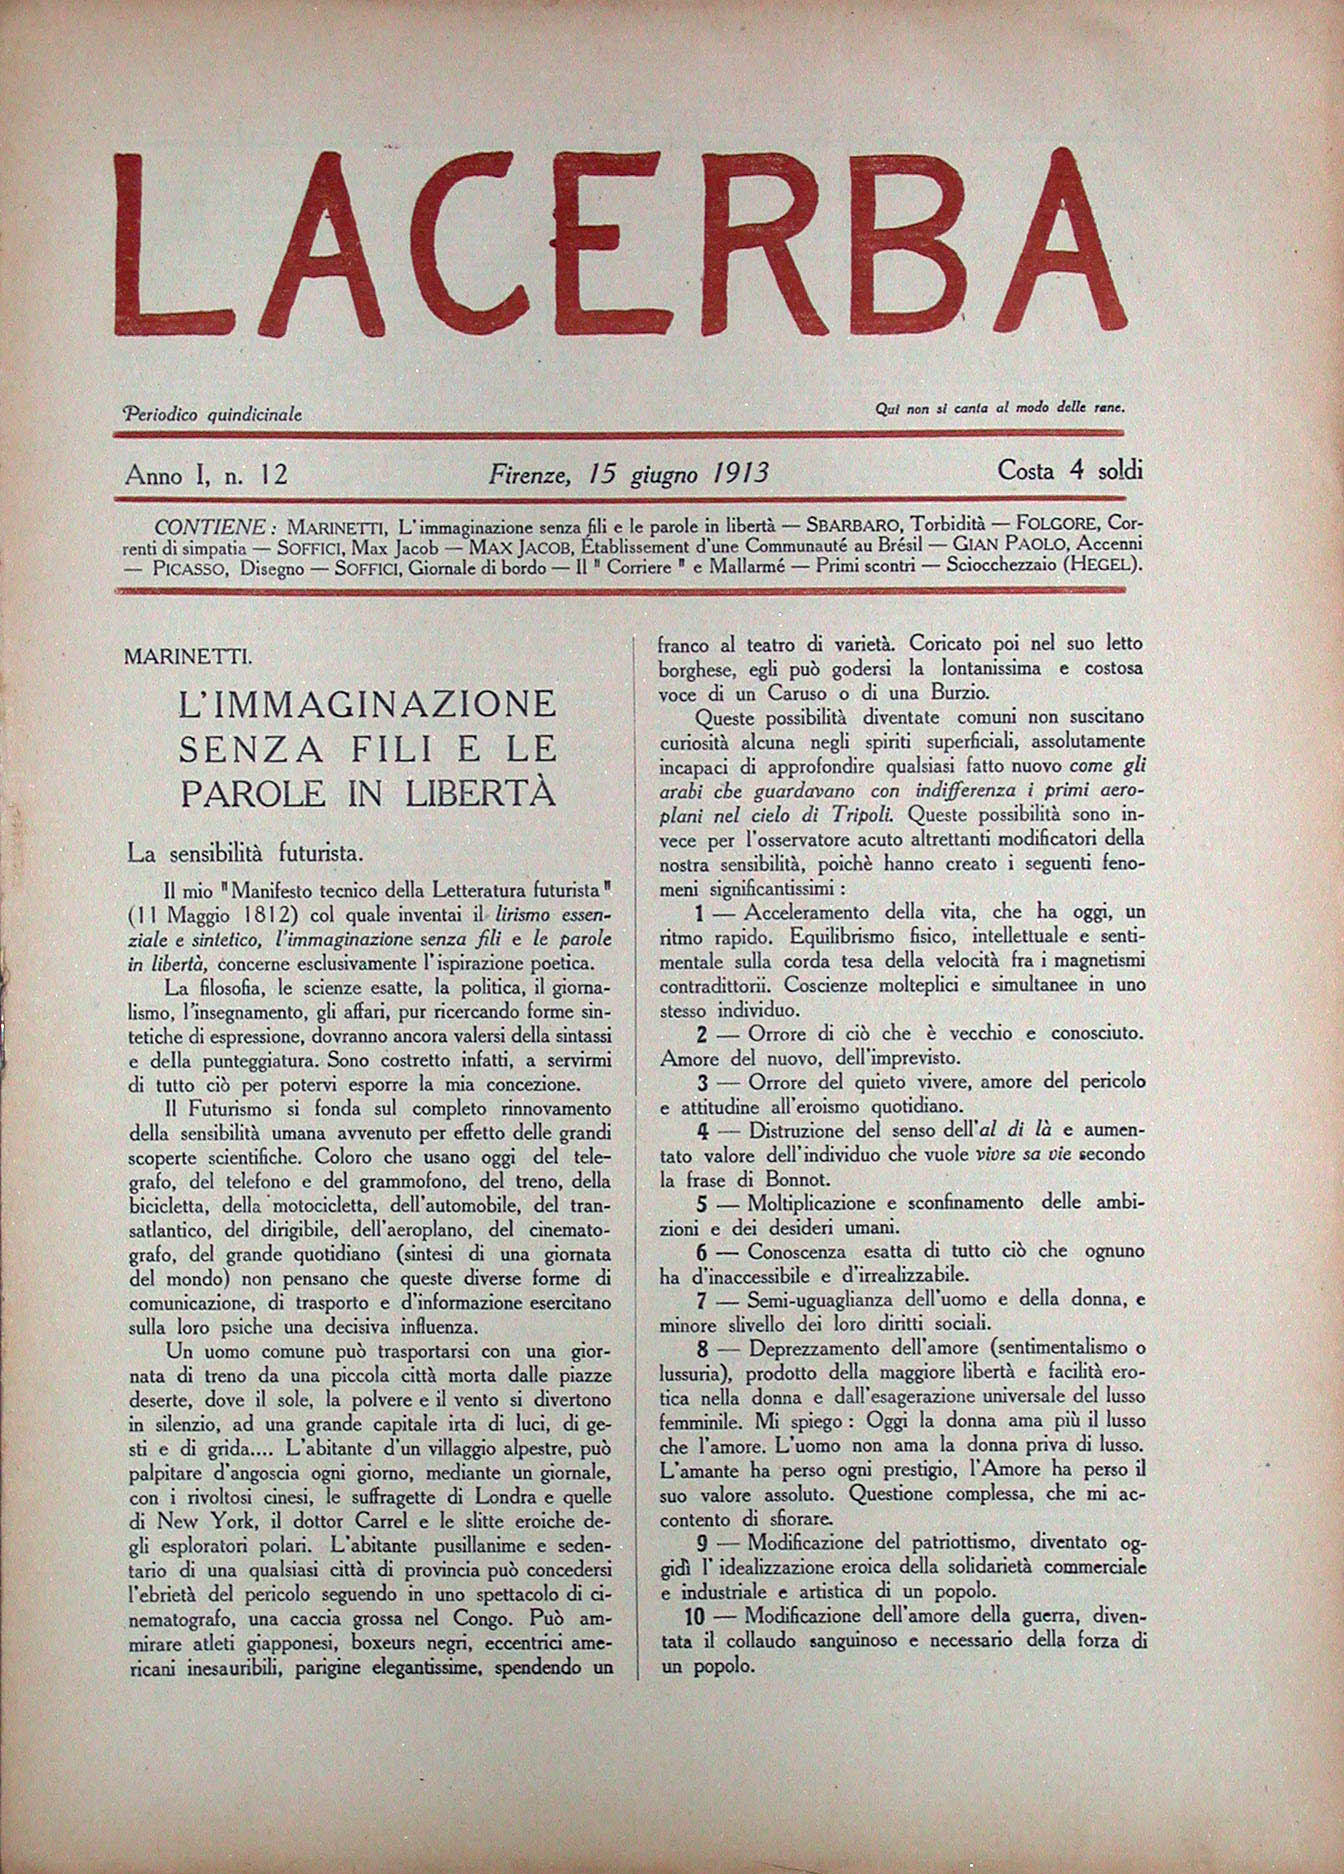 LACERBA
Periodico quindicinale
Qui non si canta al modo delle rane.
Anno I, n. 12
Firenze, 15 giugno 1913
Costa 4 soldi
CONTIENE: MARINETTI, L'immaginazione senza fili e le parole in libertà — SBARBARO, Torbidità — FOLGORE, Cor-
renti di simpatia — SOFFICI, Max Jacob — MAX JACOB, Établissement d'une Communauté au Brésil — GIAN PAOLO, Accenni
— PICASSO, Disegno — SOFFICI, Giornale di bordo — Il "Corriere" e Mallarmé — Primi scontri — Sciocchezzaio (HEGEL).
MARINETTI.
L'IMMAGINAZIONE
SENZA FILI E LE
PAROLE IN LIBERTÀ
La sensibilità futurista.
Il mio "Manifesto tecnico della Letteratura futurista"
(11 Maggio 1812) col quale inventai il lirismo essen-
ziale e sintetico, l'immaginazione senza fili e le parole
in libertà, concerne esclusivamente l'ispirazione poetica.
La filosofia, le scienze esatte, la politica, il giorna-
lismo, l'insegnamento, gli affari, pur ricercando forme sin-
tetiche di espressione, dovranno ancora valersi della sintassi
e della punteggiatura. Sono costretto infatti, a servirmi
di tutto ciò per potervi esporre la mia concezione.
Il Futurismo si fonda sul completo rinnovamento
della sensibilità umana avvenuto per effetto delle grandi
scoperte scientifiche. Coloro che usano oggi del tele-
grafo, del telefono e del grammofono, del treno, della
bicicletta, della motocicletta, dell'automobile, del tran-
satlantico, del dirigibile, dell'aeroplano, del cinemato-
grafo, del grande quotidiano (sintesi di una giornata
del mondo) non pensano che queste diverse forme di
comunicazione, di trasporto e d'informazione esercitano
sulla loro psiche una decisiva influenza.
Un uomo comune può trasportarsi con una gior-
nata di treno da una piccola città morta dalle piazze
deserte, dove il sole, la polvere e il vento si divertono
in silenzio, ad una grande capitale irta di luci, di ge-
sti e di grida.... L'abitante d'un villaggio alpestre, può
palpitare d'angoscia ogni giorno, mediante un giornale,
con i rivoltosi cinesi, le suffragette di Londra e quelle
di New York, il dottor Carrel e le slitte eroiche de-
gli esploratori polari. L'abitante pusillanime e seden-
tario di una qualsiasi città di provincia può concedersi
l'ebrietà del pericolo seguendo in uno spettacolo di ci-
nematografo, una caccia grossa nel Congo. Può am-
mirare atleti giapponesi, boxeurs negri, eccentrici ame-
ricani inesauribili, parigine elegantissime, spendendo un
franco al teatro di varietà. Coricato poi nel suo letto
borghese, egli può godersi la lontanissima e costosa
voce di un Caruso o di una Burzio.
Queste possibilità diventate comuni non suscitano
curiosità alcuna negli spiriti superficiali, assolutamente
incapaci di approfondire qualsiasi fatto nuovo come gli
arabi che guardavano con indifferenza i primi aero-
plani nel cielo di Tripoli. Queste possibilità sono in-
vece per l'osservatore acuto altrettanti modificatori della
nostra sensibilità, poichè hanno creato i seguenti feno-
meni significantissimi :
1 — Acceleramento della vita, che ha oggi, un
ritmo rapido. Equilibrismo fisico, intellettuale e senti-
mentale sulla corda tesa della velocità fra i magnetismi
contradittorii. Coscienze molteplici e simultanee in uno
stesso individuo.
2 — Orrore di ciò che è vecchio e conosciuto.
Amore del nuovo, dell'imprevisto.
3 — Orrore del quieto vivere, amore del pericolo
e attitudine all'eroismo quotidiano.
4 — Distruzione del senso dell'al di là e aumen-
tato valore dell'individuo che vuole vivre sa vie secondo
la frase di Bonnot.
5 — Moltiplicazione e sconfinamento delle ambi-
zioni e dei desideri umani.
6 — Conoscenza esatta di tutto ciò che ognuno
ha d'inaccessibile e d'irrealizzabile.
7 — Semi-uguaglianza dell'uomo e della donna, e
minore slivello dei loro diritti sociali.
8 — Deprezzamento dell'amore (sentimentalismo o
lussuria), prodotto della maggiore libertà e facilità ero-
tica nella donna e dall'esagerazione universale del lusso
femminile. Mi spiego : Oggi la donna ama più il lusso
che l'amore. L'uomo non ama la donna priva di lusso.
L'amante ha perso ogni prestigio, l'Amore ha perso il
suo valore assoluto. Questione complessa, che mi ac-
contento di sfiorare.
9 — Modificazione del patriottismo, diventato og-
gidì l'idealizzazione eroica della solidarietà commerciale
e industriale e artistica di un popolo.
10 — Modificazione dell'amore della guerra, diven-
tata il collaudo sanguinoso e necessario della forza di
un popolo.